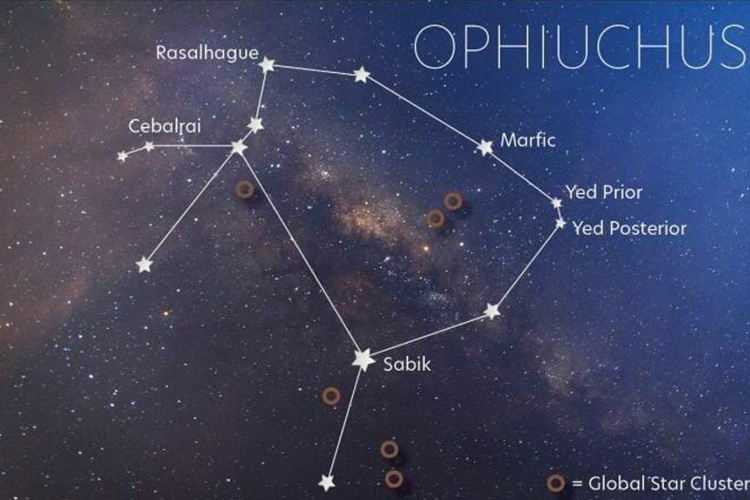 OPHIUCHUS
Rasalhague
Cebalrai
Marfic
Yed Prior
Yed Posterior
Sabik
= Global Star Cluster